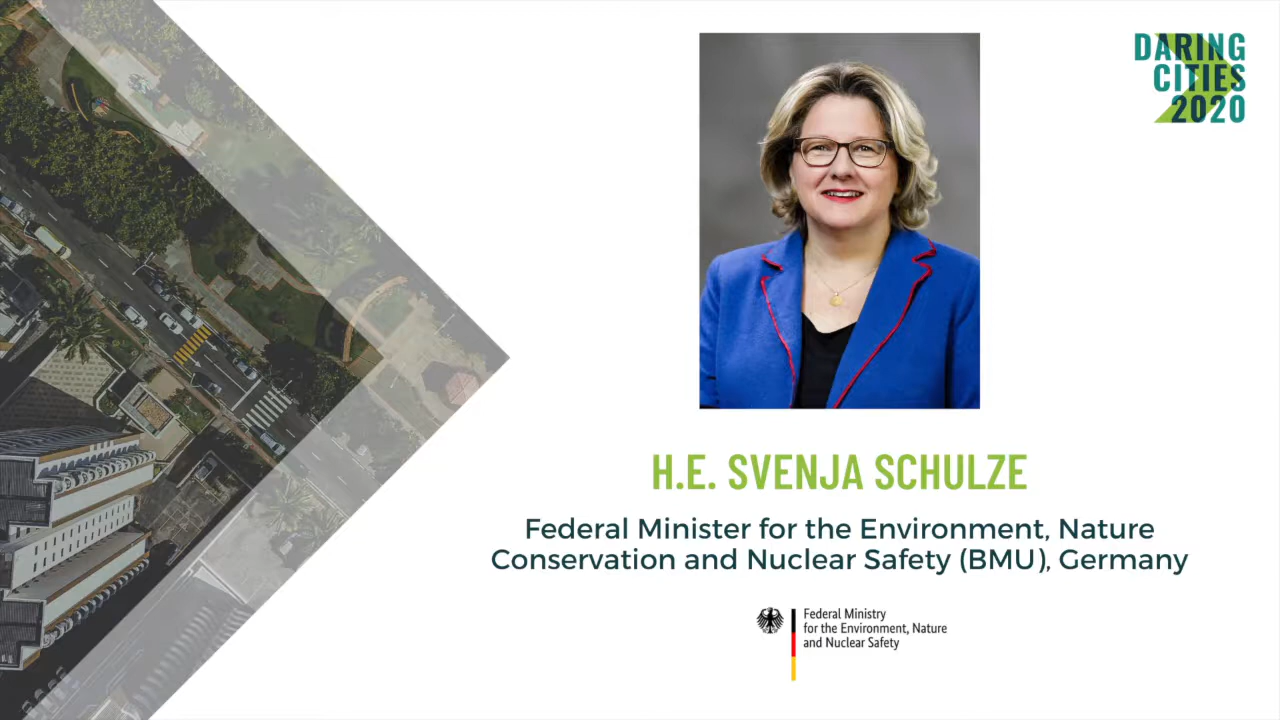 DARING
CITIES
2020
H.E. SVENJA SCHULZE
Federal Minister for the Environment, Nature
Conservation and Nuclear Safety (BMU), Germany
Federal Ministry
for the Environment, Nature
and Nuclear Safety